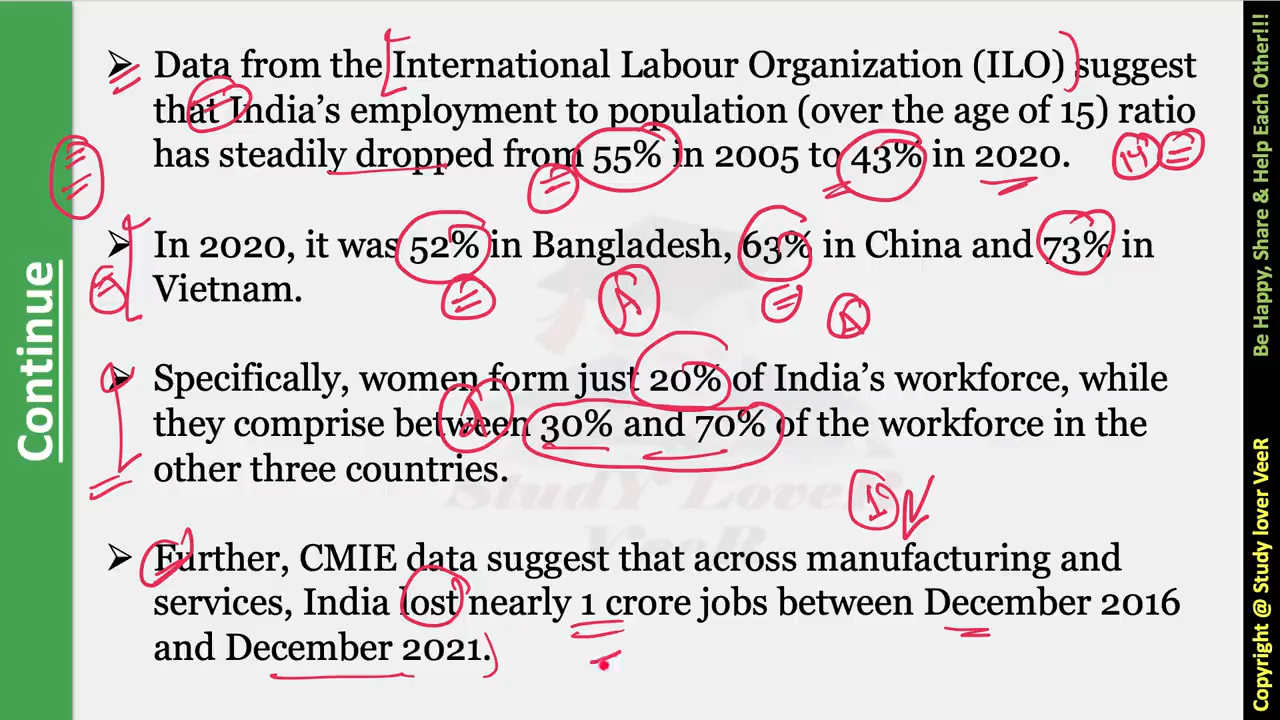 Continue
➤ Data from the International Labour Organization (ILO) suggest
that India's employment to population (over the age of 15) ratio
has steadily dropped from 55% in 2005 to 43% in 2020.
➤ In 2020, it was 52% in Bangladesh, 63% in China and 73% in
Vietnam.
➤ Specifically, women form just 20% of India's workforce, while
they comprise between 30% and 70% of the workforce in the
other three countries.
➤ Further, CMIE data suggest that across manufacturing and
services, India lost nearly 1 crore jobs between December 2016
and December 2021.
StudY LoveR
VeeR
Be Happy, Share & Help Each Other!!!
Copyright @ Study lover VeeR